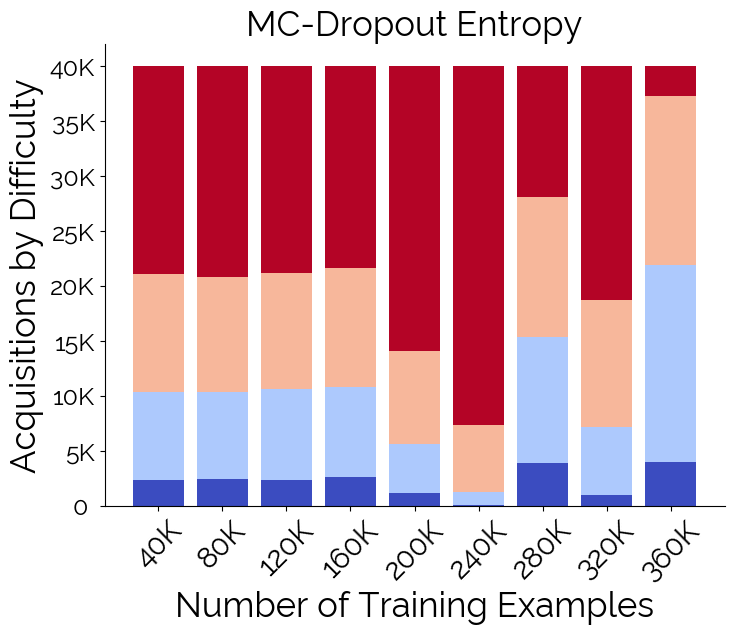 MC-Dropout Entropy
Acquisitions by Difficulty
40K
35K
30K
25K
20K
15K
10K
5K
0
40K
80K
120K
160K
200K
240K
280K
320K
360K
Number of Training Examples